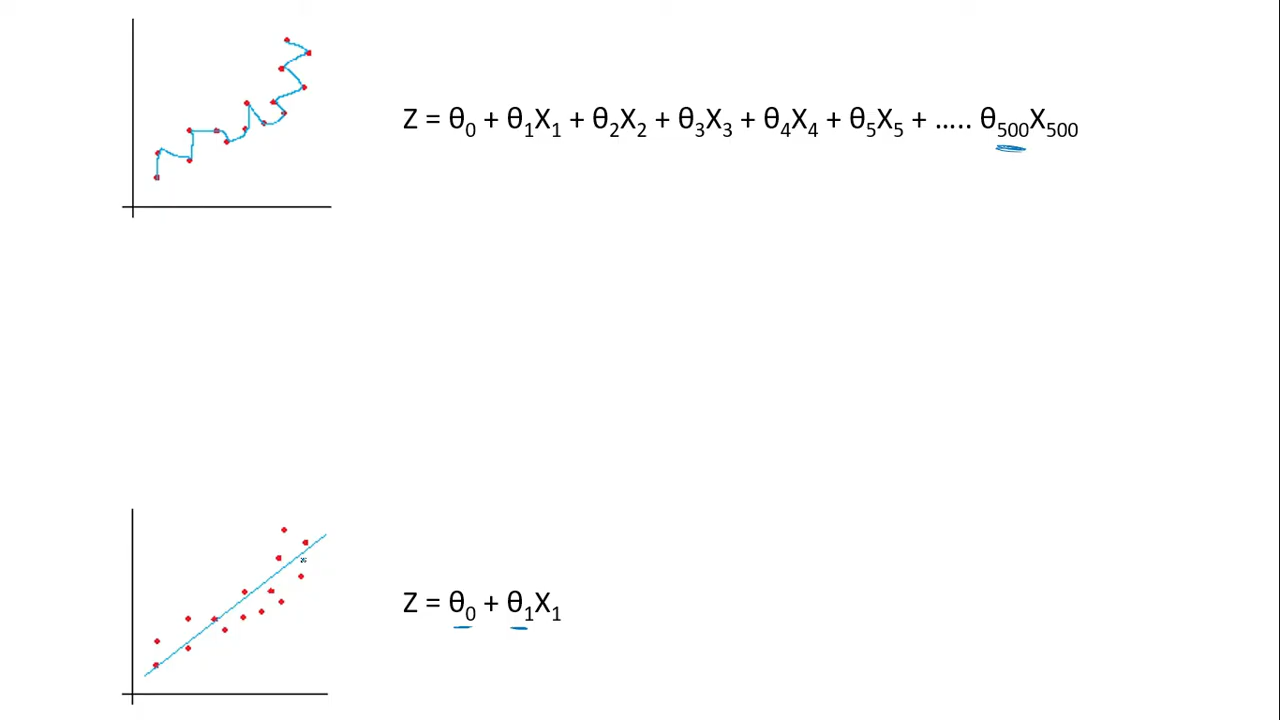 Z = θ₀ + θ₁X₁ + θ₂X₂ + θ₃X₃ + θ₄X₄ + θ₅X₅ + ..... θ₅₀₀X₅₀₀
Z = θ₀ + θ₁X₁